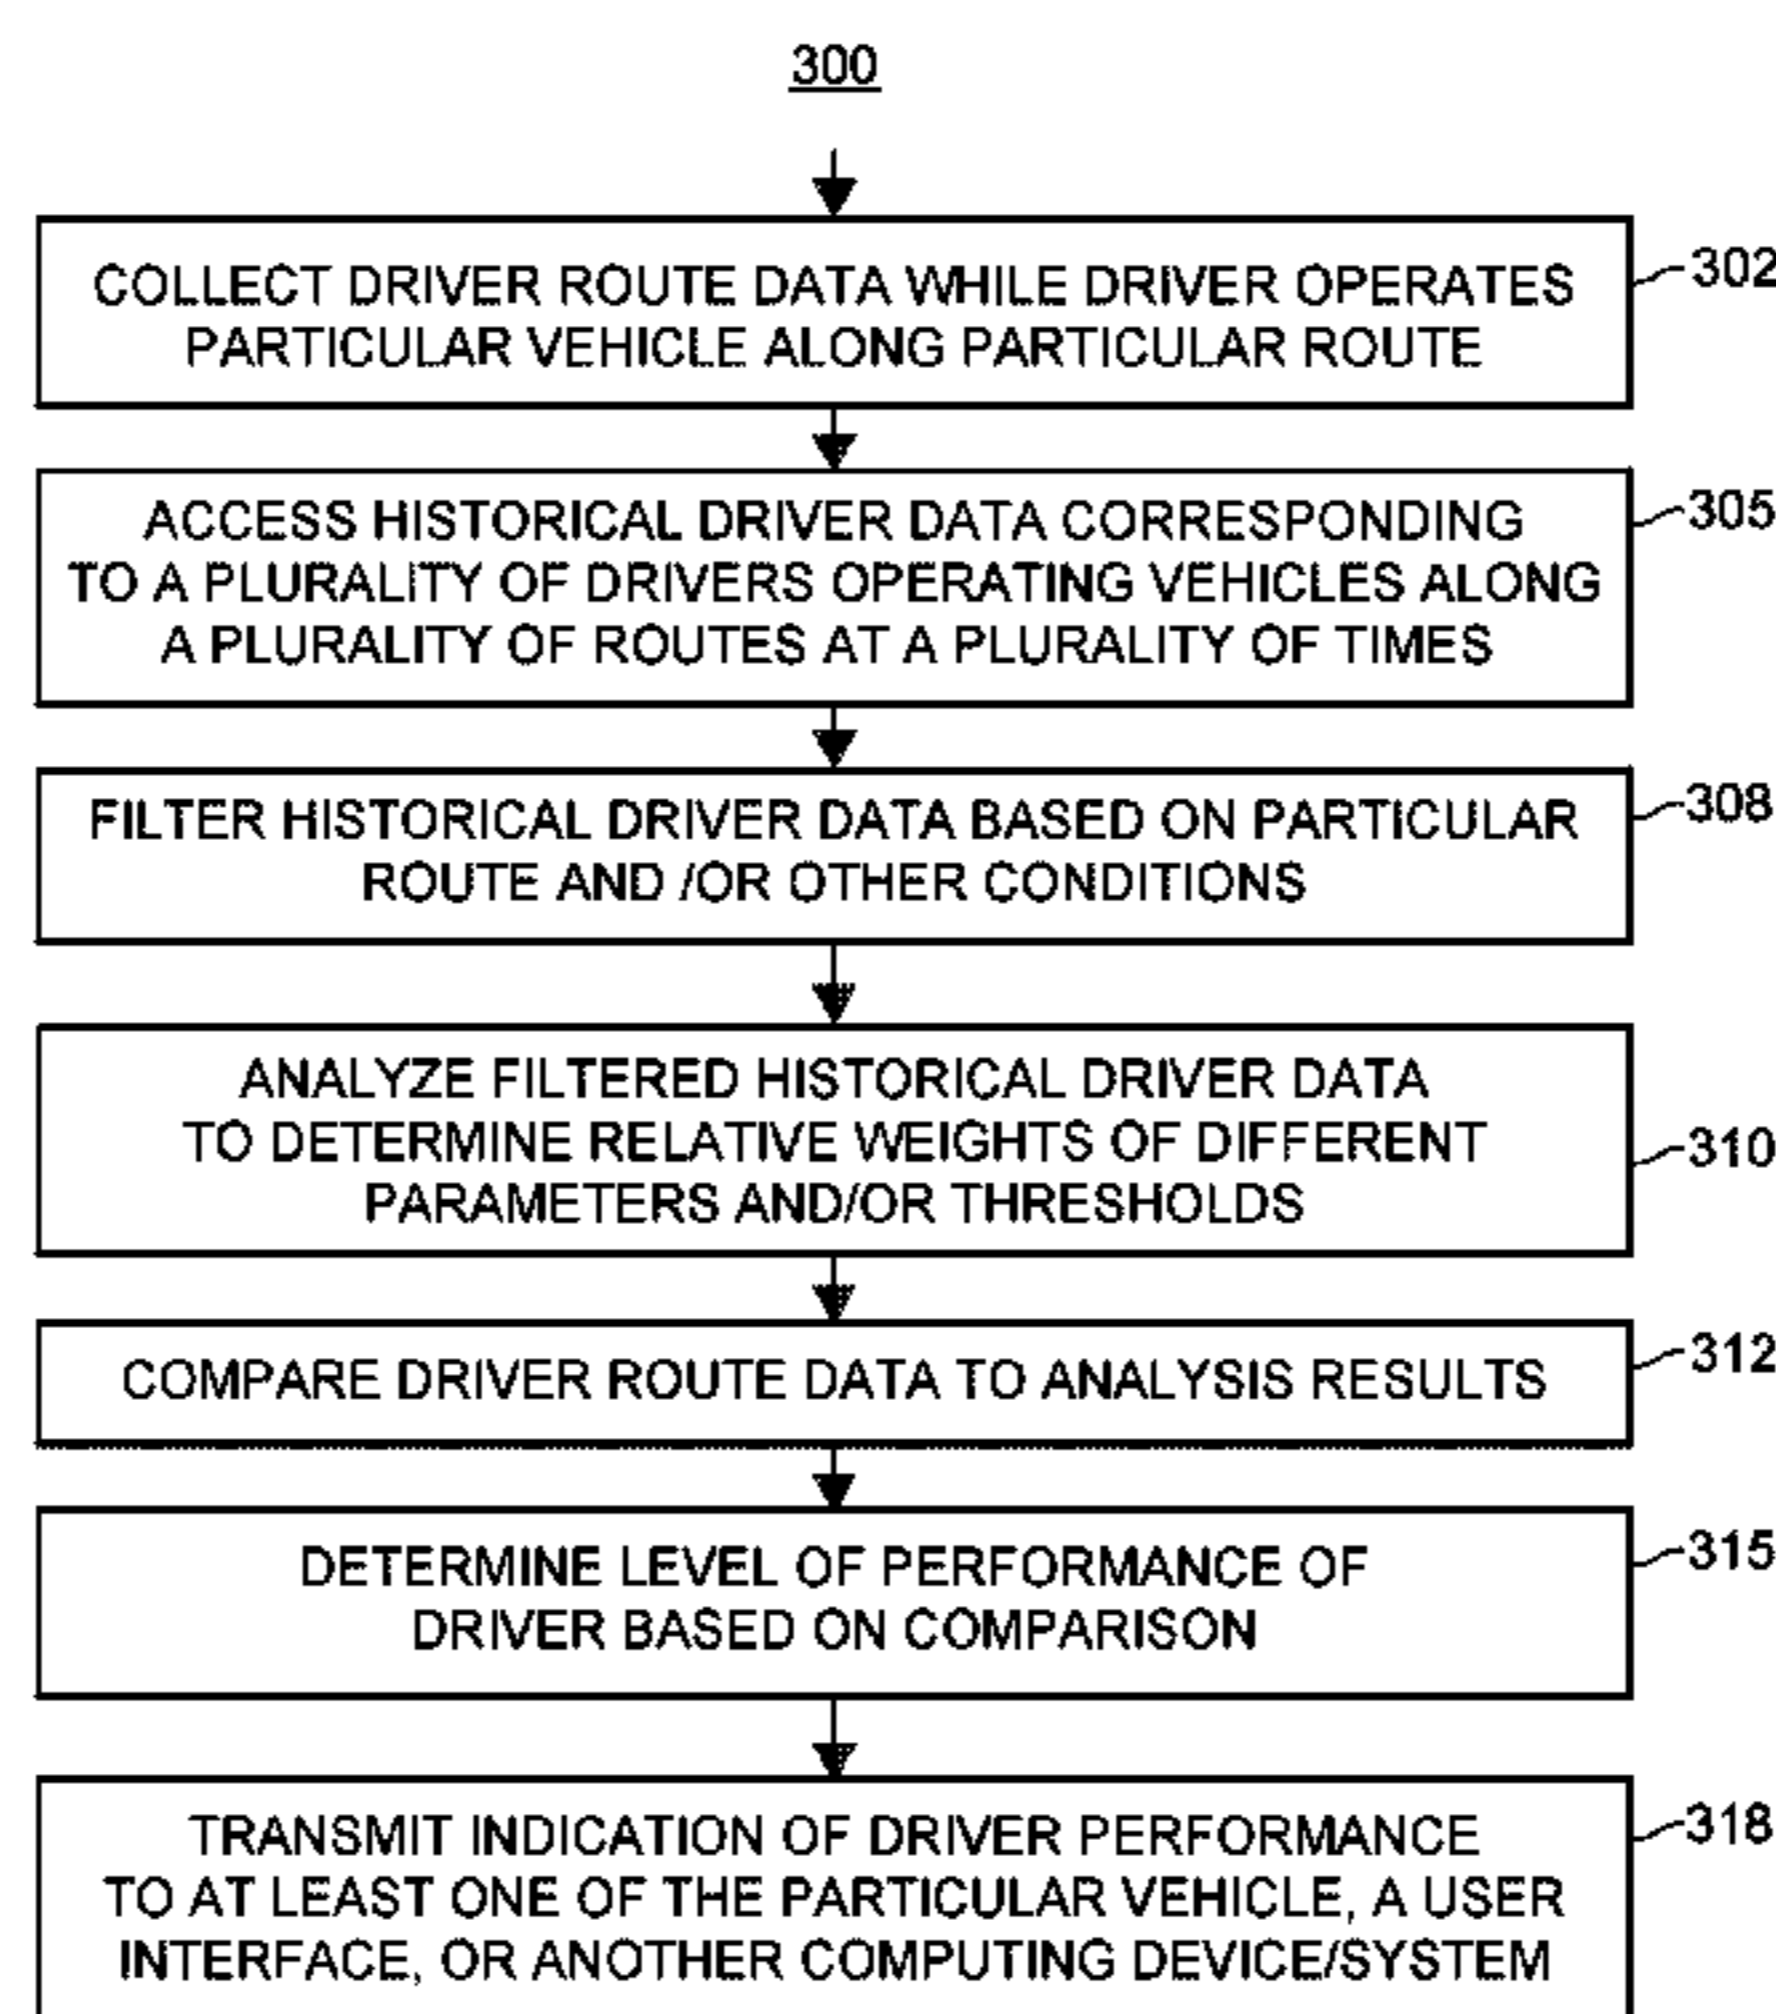 300
COLLECT DRIVER ROUTE DATA WHILE DRIVER OPERATES
PARTICULAR VEHICLE ALONG PARTICULAR ROUTE
302
ACCESS HISTORICAL DRIVER DATA CORRESPONDING
TO A PLURALITY OF DRIVERS OPERATING VEHICLES ALONG
A PLURALITY OF ROUTES AT A PLURALITY OF TIMES
305
FILTER HISTORICAL DRIVER DATA BASED ON PARTICULAR
ROUTE AND /OR OTHER CONDITIONS
308
ANALYZE FILTERED HISTORICAL DRIVER DATA
TO DETERMINE RELATIVE WEIGHTS OF DIFFERENT
PARAMETERS AND/OR THRESHOLDS
310
COMPARE DRIVER ROUTE DATA TO ANALYSIS RESULTS
312
DETERMINE LEVEL OF PERFORMANCE OF
DRIVER BASED ON COMPARISON
315
TRANSMIT INDICATION OF DRIVER PERFORMANCE
TO AT LEAST ONE OF THE PARTICULAR VEHICLE, A USER
INTERFACE, OR ANOTHER COMPUTING DEVICE/SYSTEM
318